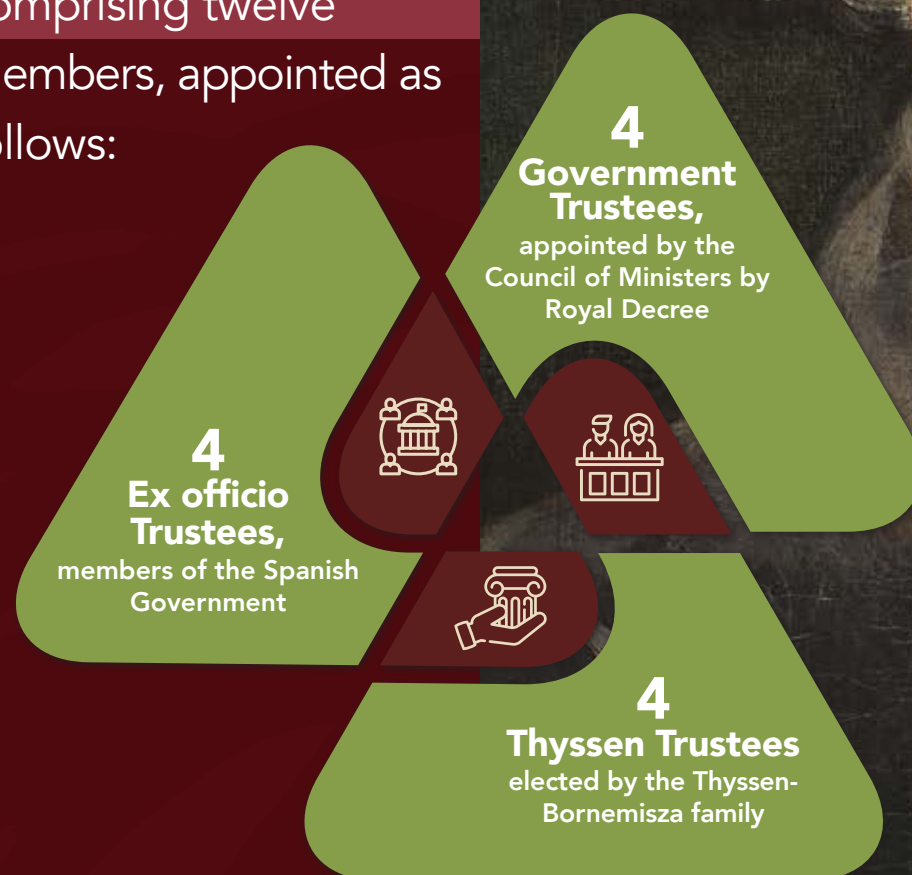 omprising twelve
embers, appointed as
ollows:
4
Government
Trustees,
appointed by the
Council of Ministers by
Royal Decree
4
Ex officio
Trustees,
members of the Spanish
Government
4
Thyssen Trustees
elected by the Thyssen-
Bornemisza family